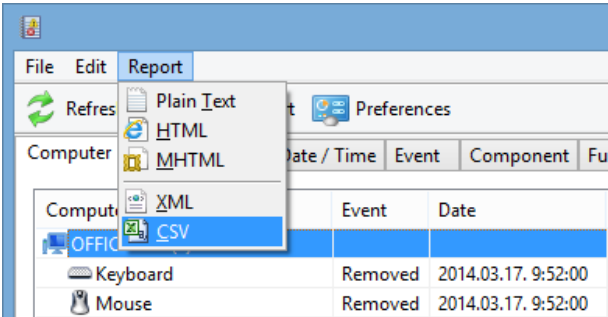 File Edit Report
Refres t Preferences
Plain Text
HTML
MHTML
XML
CSV
Computer Date / Time Event Component Fu
Compute Event Date
OFFIC
Keyboard Removed 2014.03.17. 9:52:00
Mouse Removed 2014.03.17. 9:52:00